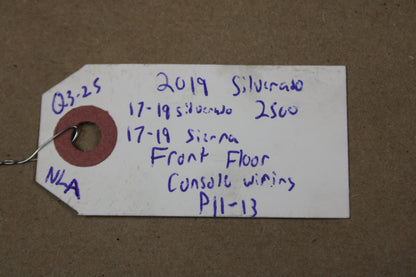 Q3-25
2019 Silverado
17-19 silverado 2500
17-19 Sierra
Front Floor
Console wiring
P11-13
NLA